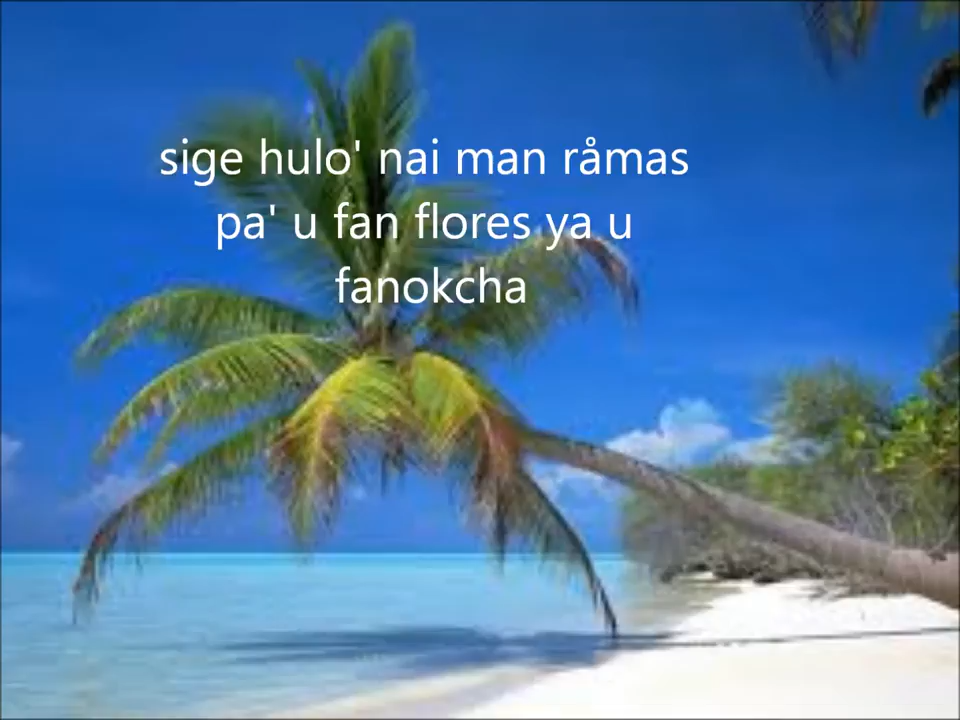 sige hulo' nai man råmas
pa' u fan flores ya u
fanokcha